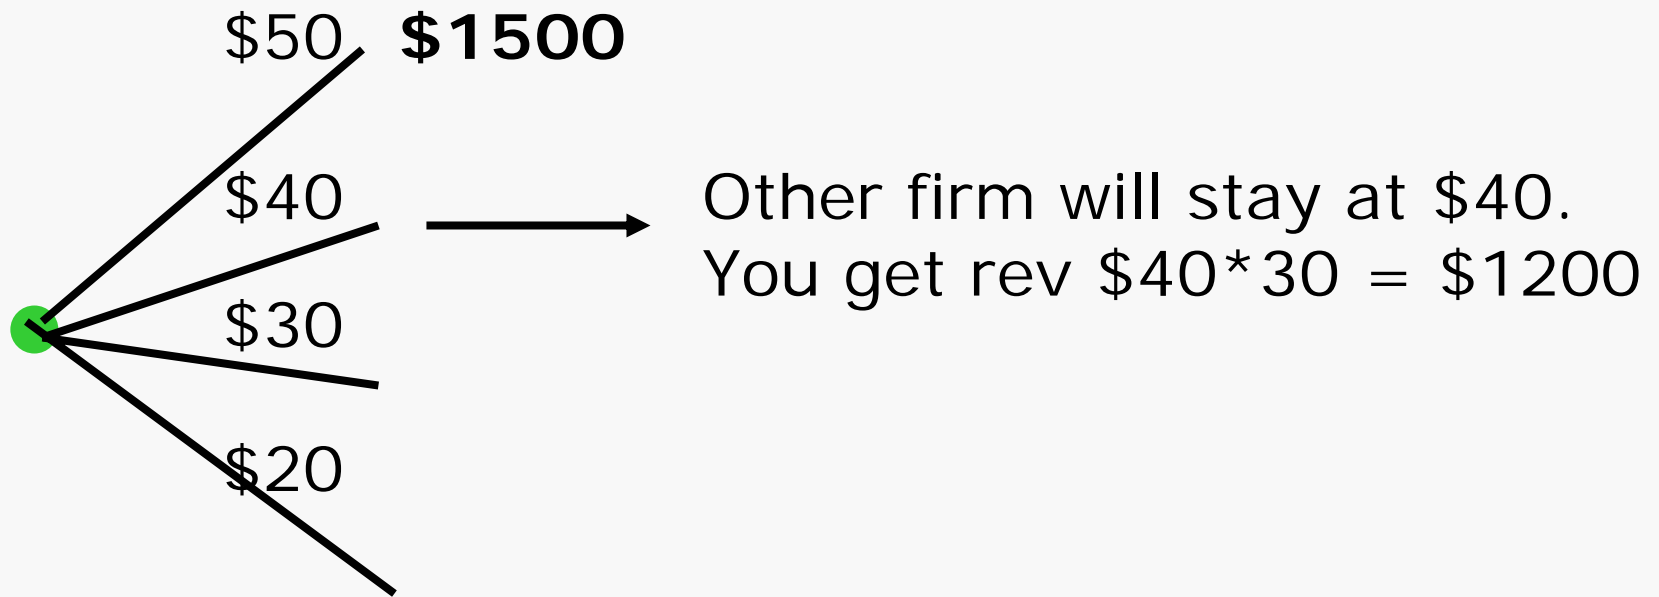 $50 $1500
$40
Other firm will stay at $40.
You get rev $40*30 = $1200
$30
$20